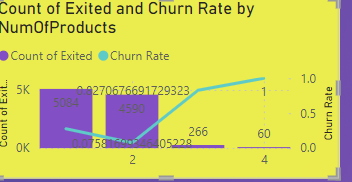 Count of Exited and Churn Rate by
NumOfProducts
Count of Exited Churn Rate
5K
0K
5084
4590
266
60
0.8270676691729323
1
1.0
0.5
0.0
2
4
Count of Exit...
Churn Rate